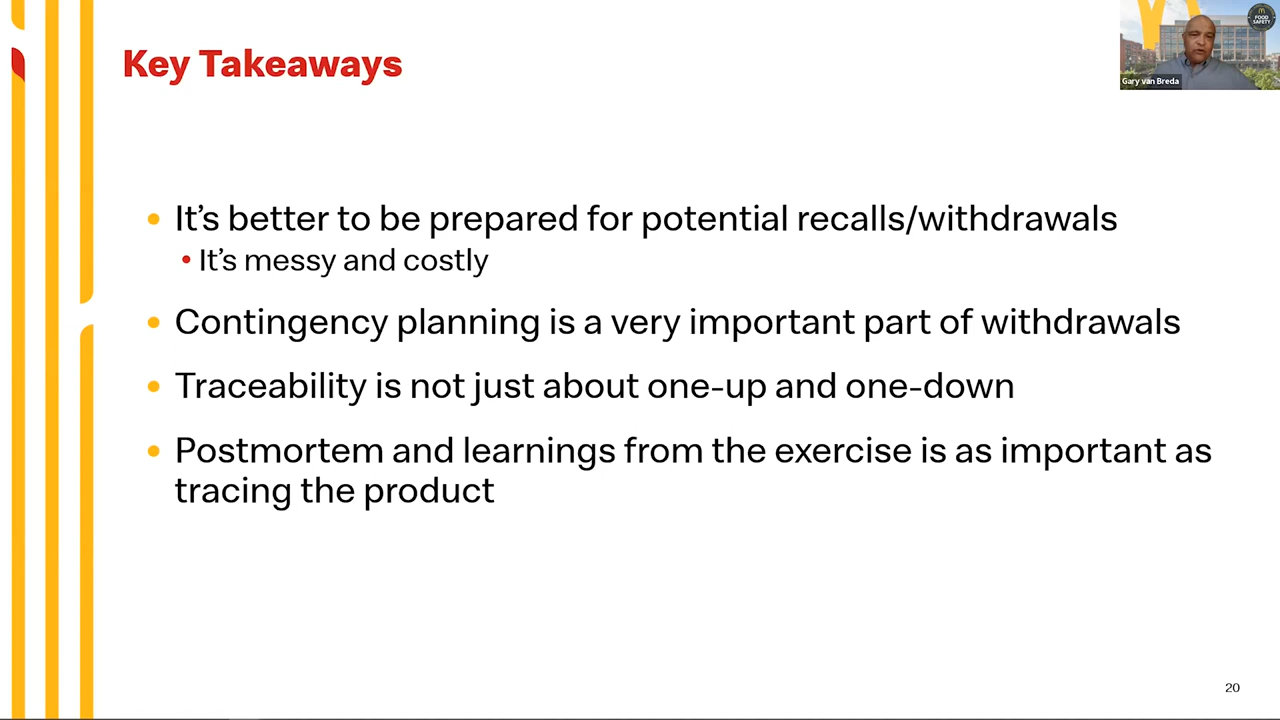 Key Takeaways
FOOD
SAFETY
Gary van Breda
• It’s better to be prepared for potential recalls/withdrawals
• It’s messy and costly
• Contingency planning is a very important part of withdrawals
• Traceability is not just about one-up and one-down
• Postmortem and learnings from the exercise is as important as
tracing the product
20